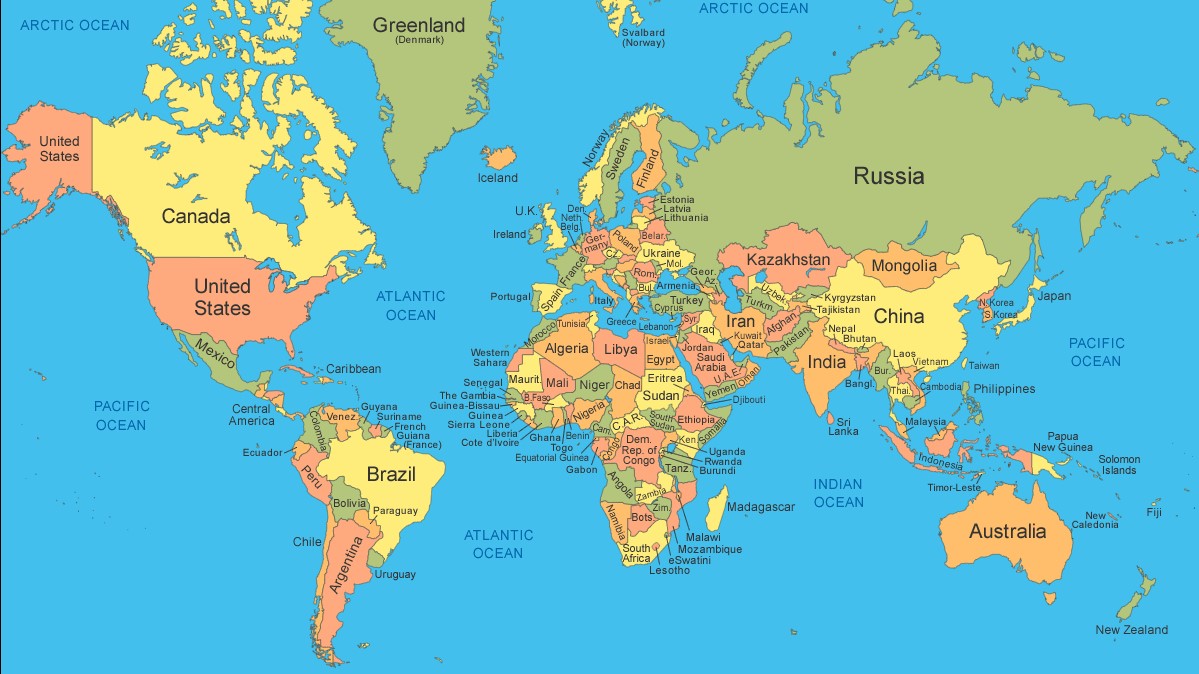 ARCTIC OCEAN
ARCTIC OCEAN
Greenland
(Denmark)
Svalbard
(Norway)
United
States
Canada
Iceland
Norway
Sweden
Finland
Russia
Estonia
Latvia
Lithuania
U.K.
Ireland
Den.
Neth.
Belg.
Ger-
many
Poland
Belar.
Cz.
Ukraine
Mol.
France
Rom.
Bul.
Spain
Portugal
Italy
Greece
Geor.
Az.
Armenia
Turkey
Cyprus
Lebanon
Syr.
Israel
Iraq
Jordan
Kuwait
Qatar
Saudi
Arabia
U.A.E.
Oman
Yemen
Iran
Kazakhstan
Uzbek.
Turkm.
Kyrgyzstan
Tajikistan
Afghan.
Pakistan
Mongolia
China
N.Korea
S.Korea
Japan
Nepal
Bhutan
India
Bangl.
Bur.
Laos
Thai.
Vietnam
Cambodia
Taiwan
Philippines
Sri
Lanka
Malaysia
Indonesia
Timor-Leste
Papua
New Guinea
Solomon
Islands
Fiji
New
Caledonia
Australia
New Zealand
PACIFIC
OCEAN
INDIAN
OCEAN
United
States
ATLANTIC
OCEAN
Mexico
Caribbean
Central
America
PACIFIC
OCEAN
Venez.
Guyana
Suriname
French
Guiana
(France)
Colombia
Ecuador
Peru
Brazil
Bolivia
Paraguay
Chile
Argentina
Uruguay
ATLANTIC
OCEAN
Morocco
Tunisia
Algeria
Libya
Egypt
Western
Sahara
Maurit.
Mali
Niger
Chad
Sudan
Eritrea
Djibouti
Senegal
The Gambia
Guinea-Bissau
Guinea
Sierra Leone
Liberia
Cote d'Ivoire
B.Faso
Ghana
Togo
Benin
Nigeria
Cam.
C.A.R.
South
Sudan
Ethiopia
Somalia
Equatorial Guinea
Gabon
Congo
Dem.
Rep. of
Congo
Ken.
Uganda
Rwanda
Burundi
Tanz.
Angola
Zambia
Zim.
Namibia
Bots.
South
Africa
Malawi
Mozambique
eSwatini
Lesotho
Madagascar